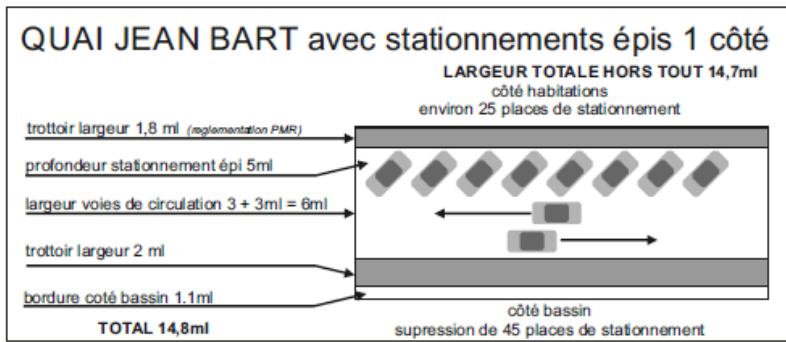 QUAI JEAN BART avec stationnements épis 1 côté
LARGEUR TOTALE HORS TOUT 14,7ml
côté habitations
environ 25 places de stationnement
trottoir largeur 1,8 ml (reglementation PMR)
profondeur stationnement épi 5ml
largeur voies de circulation 3 + 3ml = 6ml
trottoir largeur 2 ml
bordure coté bassin 1.1ml
TOTAL 14,8ml
côté bassin
supression de 45 places de stationnement